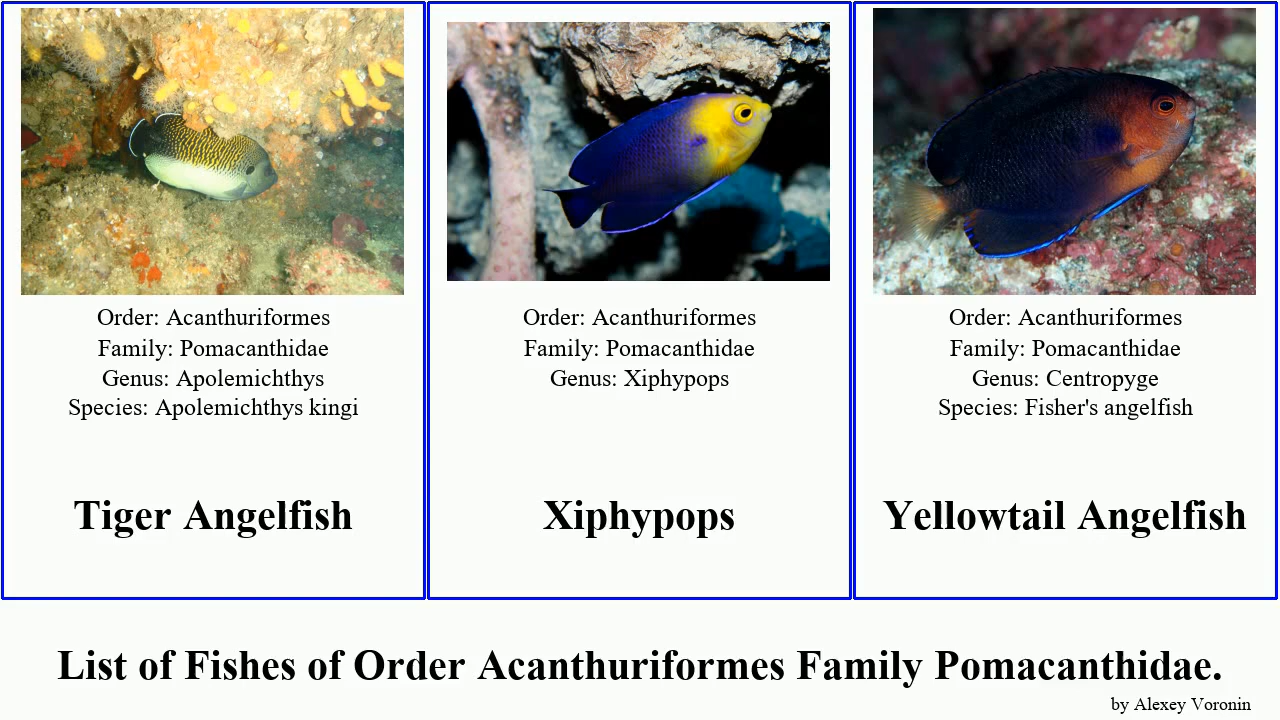 Order: Acanthuriformes
Family: Pomacanthidae
Genus: Apolemichthys
Species: Apolemichthys kingi
Tiger Angelfish
Order: Acanthuriformes
Family: Pomacanthidae
Genus: Xiphypops
Xiphypops
Order: Acanthuriformes
Family: Pomacanthidae
Genus: Centropyge
Species: Fisher's angelfish
Yellowtail Angelfish
List of Fishes of Order Acanthuriformes Family Pomacanthidae.
by Alexey Voronin